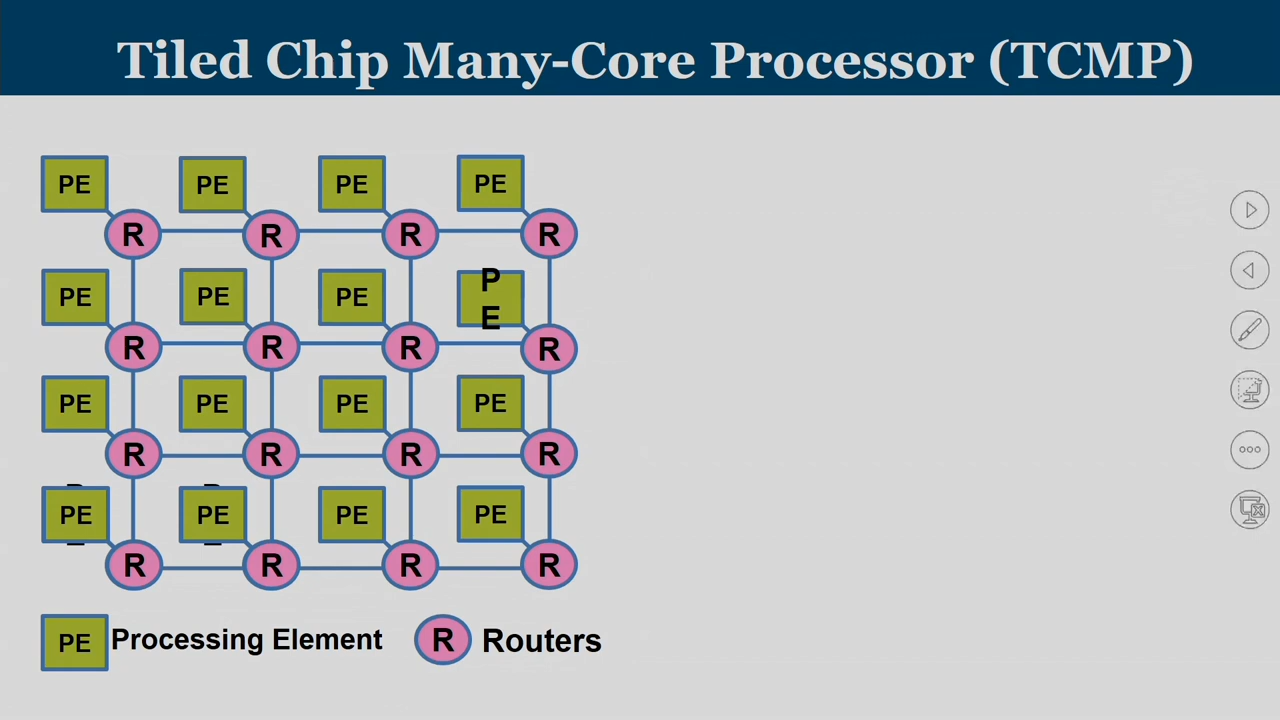 Tiled Chip Many-Core Processor (TCMP)
PE PE PE PE
R R R R
PE PE PE P
E
R R R R
PE PE PE PE
R R R R
PE PE PE PE
R R R R
PE Processing Element R Routers